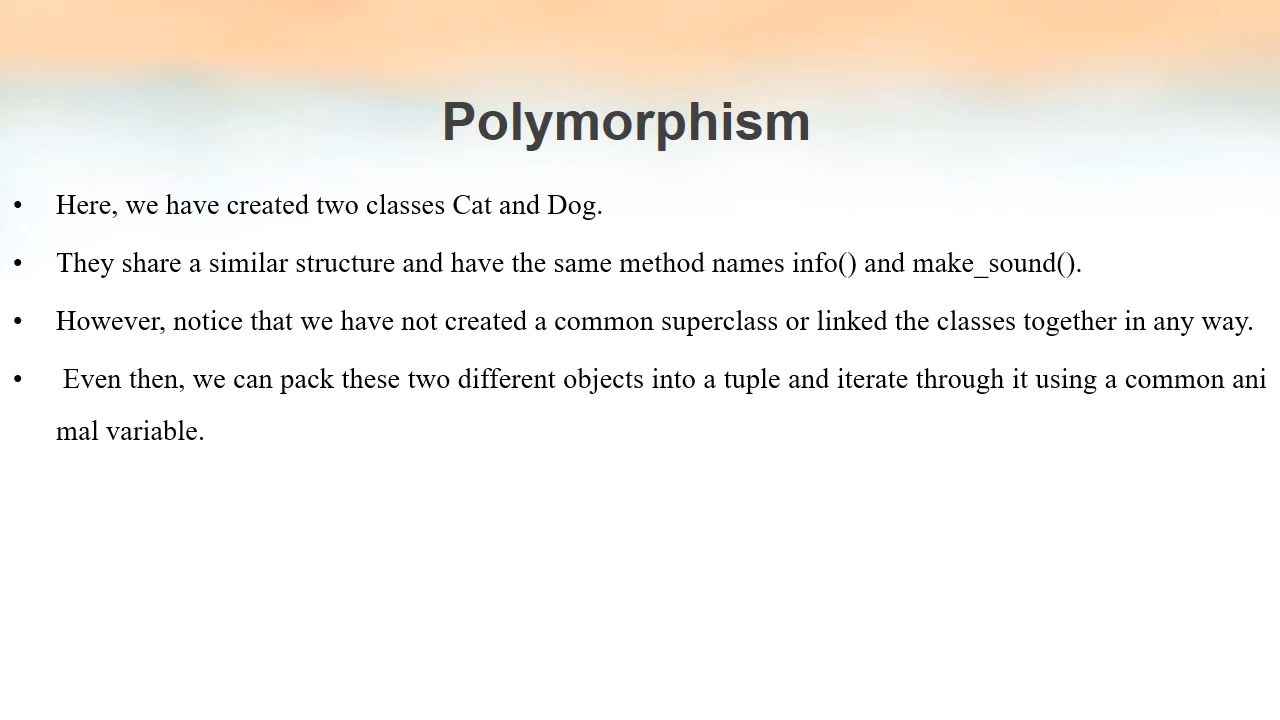 Polymorphism
• Here, we have created two classes Cat and Dog.
• They share a similar structure and have the same method names info() and make_sound().
• However, notice that we have not created a common superclass or linked the classes together in any way.
• Even then, we can pack these two different objects into a tuple and iterate through it using a common ani
mal variable.